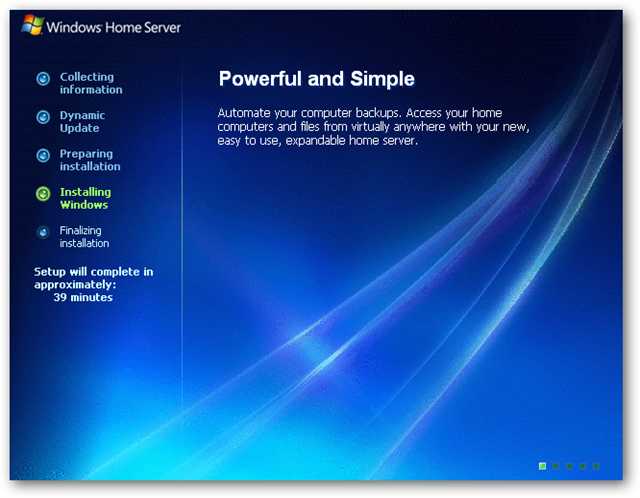 Windows Home Server
Collecting
information
Dynamic
Update
Preparing
installation
Installing
Windows
Finalizing
installation
Setup will complete in
approximately:
39 minutes
Powerful and Simple
Automate your computer backups. Access your home
computers and files from virtually anywhere with your new,
easy to use, expandable home server.